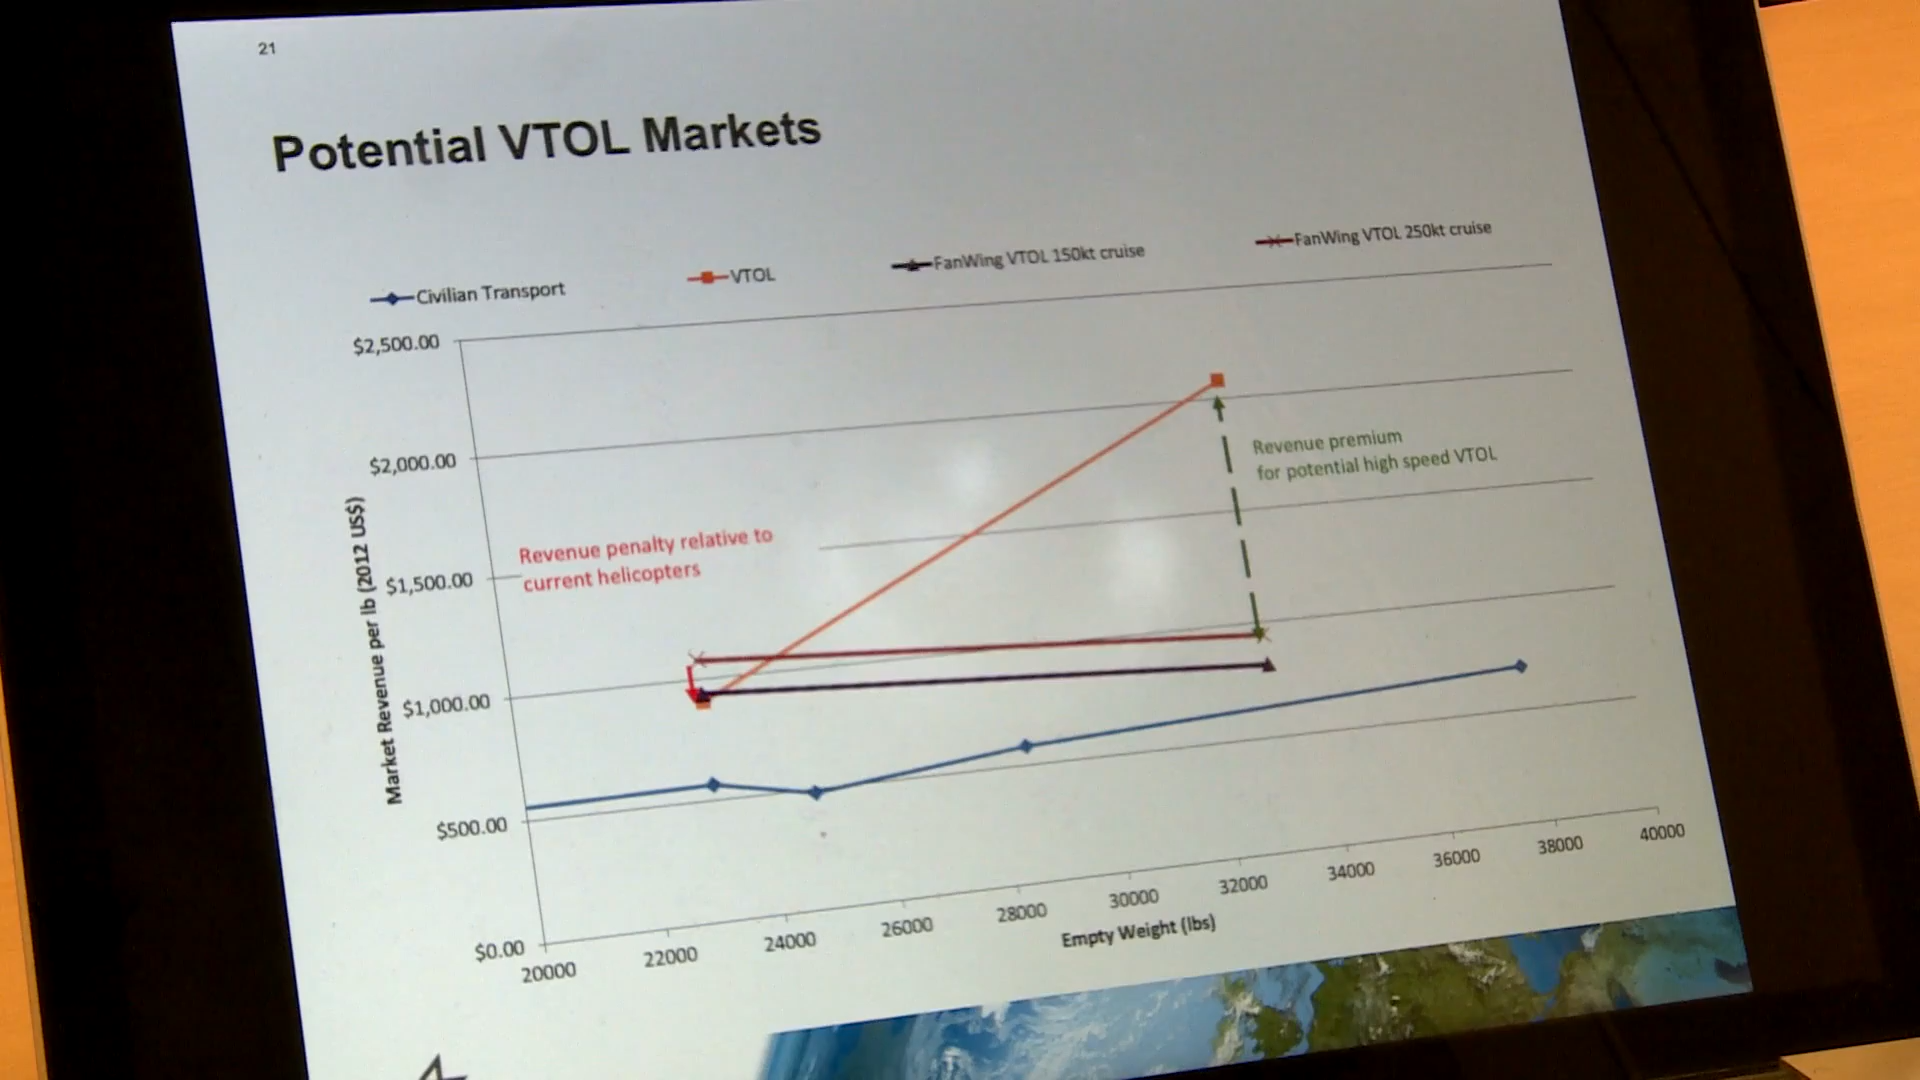 21
Potential VTOL Markets
Civilian Transport
VTOL
FanWing VTOL 150kt cruise
FanWing VTOL 250kt cruise
$2,500.00
$2,000.00
$1,500.00
$1,000.00
$500.00
$0.00
Market Revenue per lb (2012 US$)
Revenue penalty relative to
current helicopters
Revenue premium
for potential high speed VTOL
20000
22000
24000
26000
28000
30000
32000
34000
36000
38000
40000
Empty Weight (lbs)